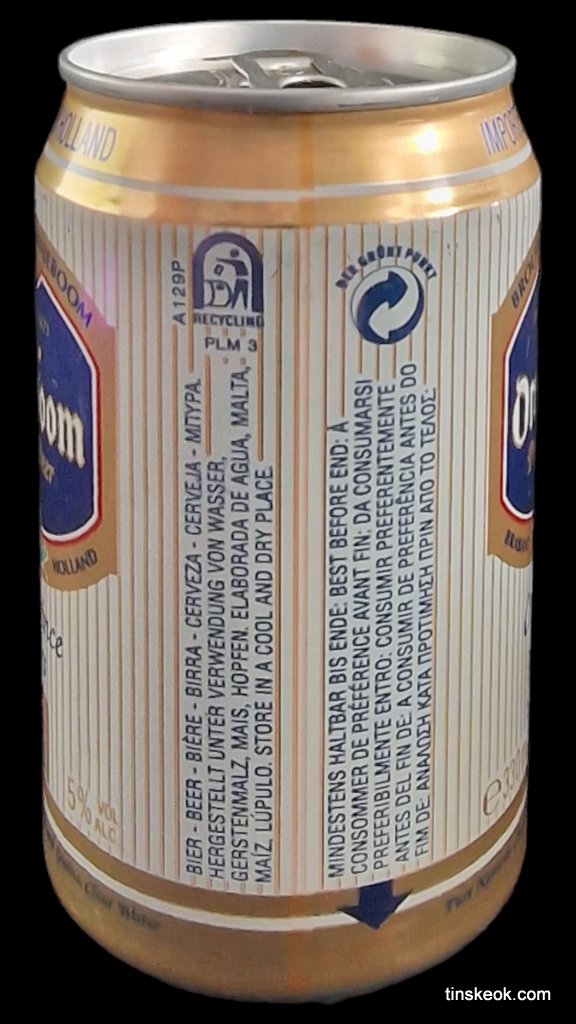 HOLLAND
IMPORT
BOOM
oom
HOLLAND
A129P
RECYCLING
PLM 3
DER GRÜNE PUNKT
BIER - BEER - BIÈRE - BIRRA - CERVEZA - CERVEJA - ΜΠΥΡΑ.
HERGESTELLT UNTER VERWENDUNG VON WASSER,
GERSTENMALZ, MAIS, HOPFEN. ELABORADA DE AGUA, MALTA,
MAÍZ, LÚPULO. STORE IN A COOL AND DRY PLACE.
MINDESTENS HALTBAR BIS ENDE: BEST BEFORE END: À
CONSOMMER DE PRÉFÉRENCE AVANT FIN: DA CONSUMARSI
PREFERIBILMENTE ENTRO: CONSUMIR PREFERENTEMENTE
ANTES DEL FIN DE: A CONSUMIR DE PREFERÊNCIA ANTES DO
FIM DE: ΑΝΑΛΩΣΗ ΚΑΤΑ ΠΡΟΤΙΜΗΣΗ ΠΡΙΝ ΑΠΟ ΤΟ ΤΕΛΟΣ:
5% VOL
ALC.
e 330
tinskeok.com